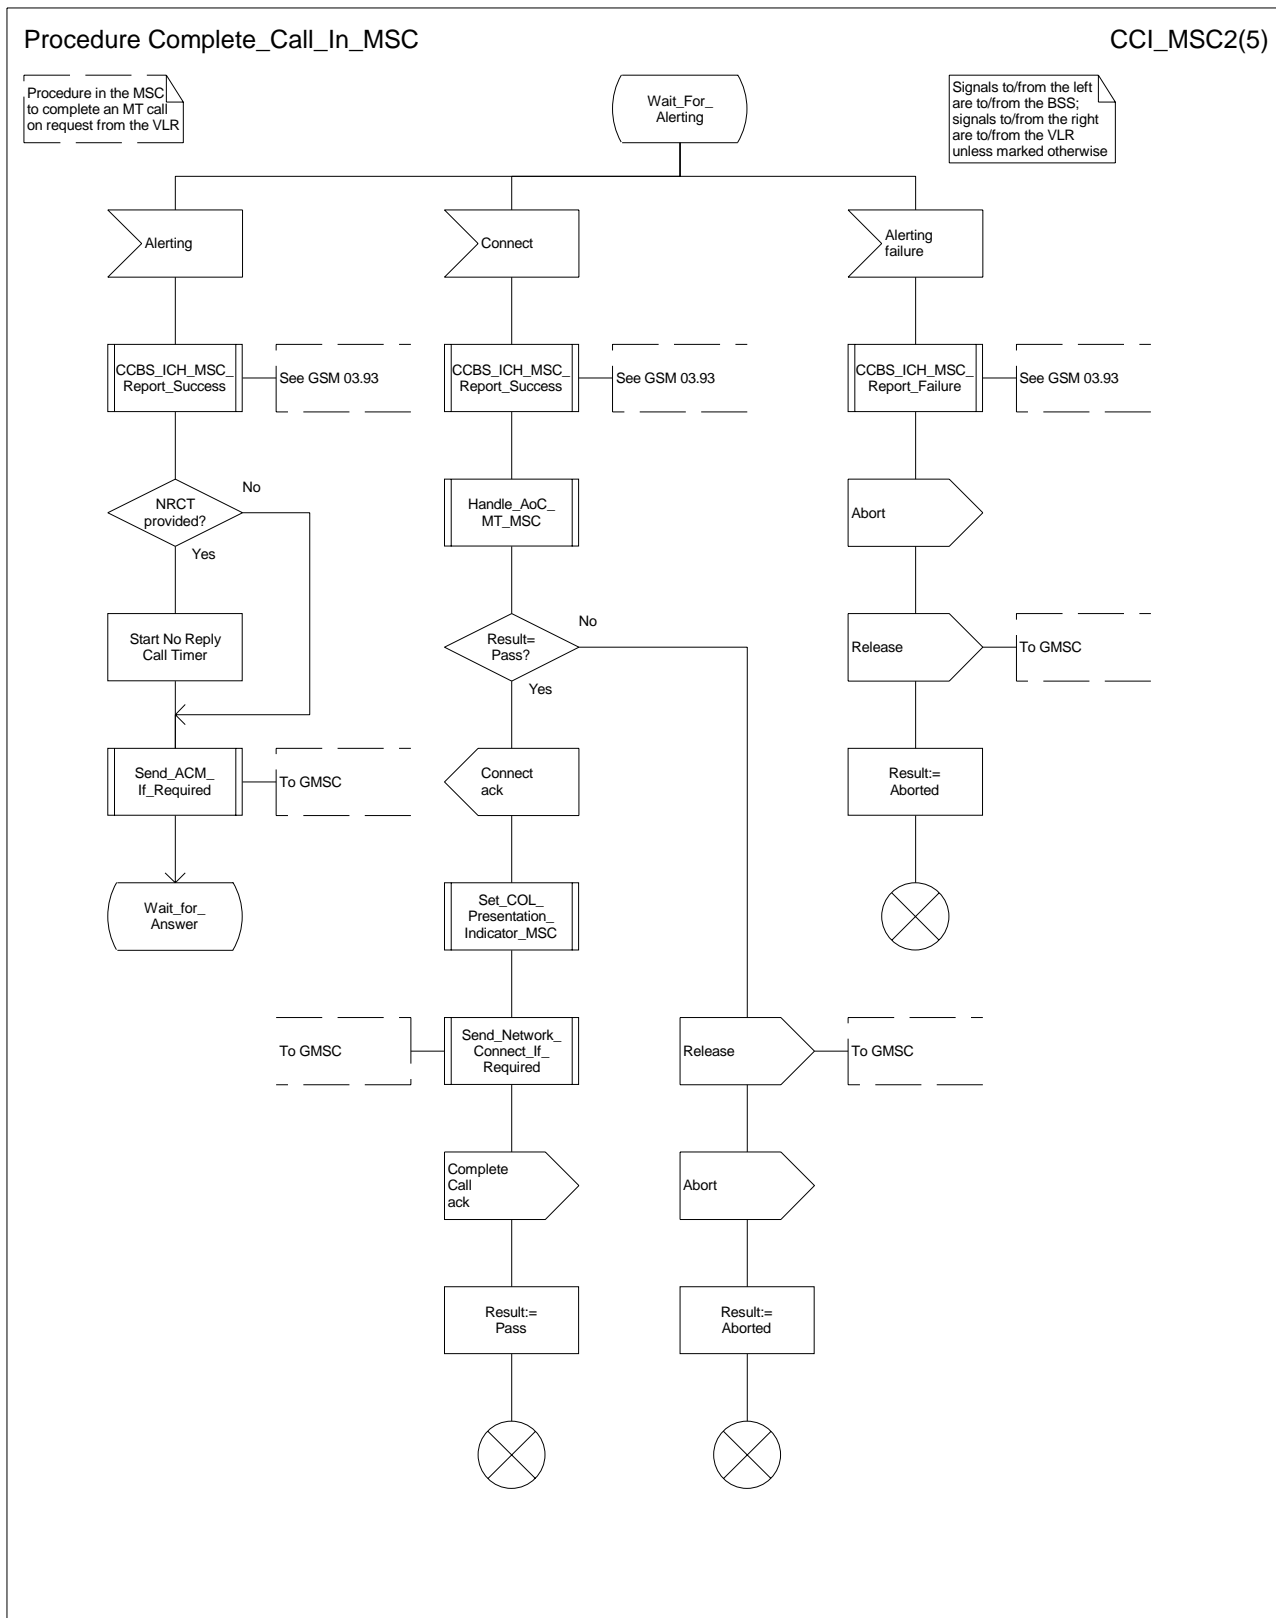 Procedure Complete_Call_In_MSC
CCI_MSC2(5)
Procedure in the MSC
to complete an MT call
on request from the VLR
Wait_For_
Alerting
Signals to/from the left
are to/from the BSS;
signals to/from the right
are to/from the VLR
unless marked otherwise
Alerting
Connect
Alerting
failure
CCBS_ICH_MSC_
Report_Success
See GSM 03.93
CCBS_ICH_MSC_
Report_Success
See GSM 03.93
CCBS_ICH_MSC_
Report_Failure
See GSM 03.93
NRCT
provided?
No
Yes
Handle_AoC_
MT_MSC
Abort
Start No Reply
Call Timer
Result=
Pass?
No
Yes
Release
To GMSC
Send_ACM_
If_Required
To GMSC
Connect
ack
Result:=
Aborted
Wait_for_
Answer
Set_COL_
Presentation_
Indicator_MSC
To GMSC
Send_Network_
Connect_If_
Required
Release
To GMSC
Complete
Call
ack
Abort
Result:=
Pass
Result:=
Aborted